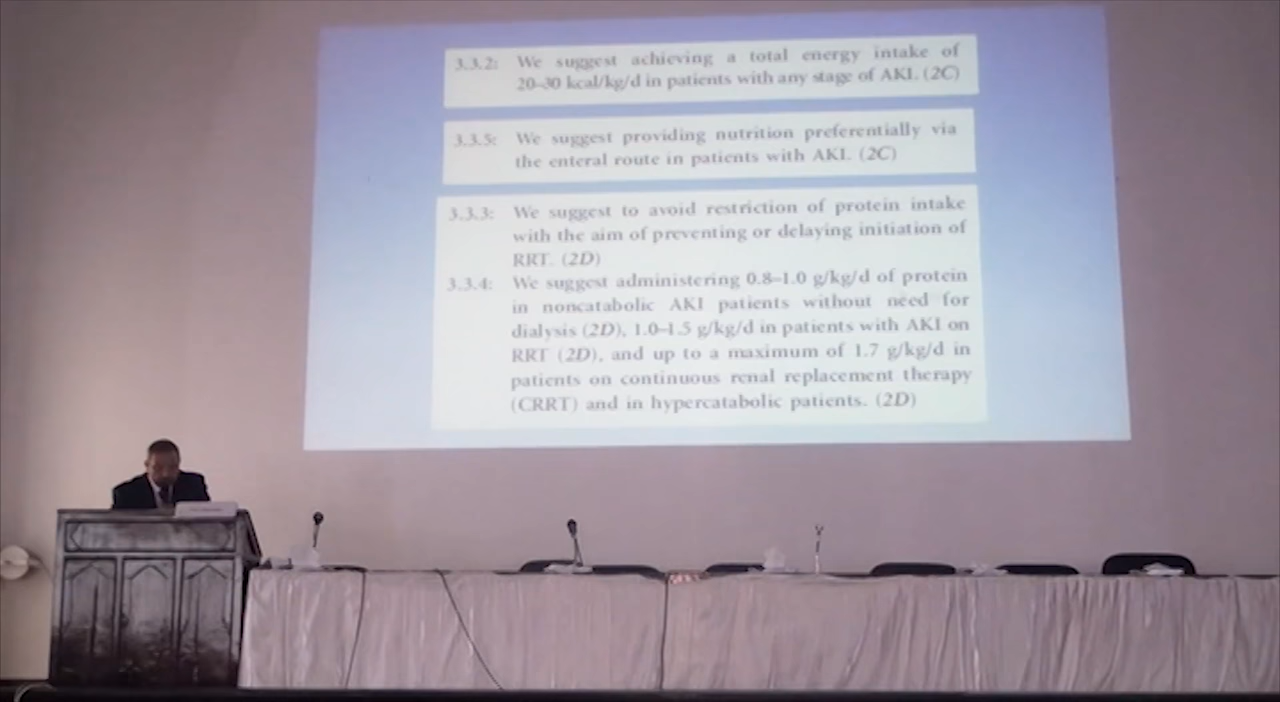 3.3.2: We suggest achieving a total energy intake of
20–30 kcal/kg/d in patients with any stage of AKI. (2C)
3.3.5: We suggest providing nutrition preferentially via
the enteral route in patients with AKI. (2C)
3.3.3: We suggest to avoid restriction of protein intake
with the aim of preventing or delaying initiation of
RRT. (2D)
3.3.4: We suggest administering 0.8–1.0 g/kg/d of protein
in noncatabolic AKI patients without need for
dialysis (2D), 1.0–1.5 g/kg/d in patients with AKI on
RRT (2D), and up to a maximum of 1.7 g/kg/d in
patients on continuous renal replacement therapy
(CRRT) and in hypercatabolic patients. (2D)